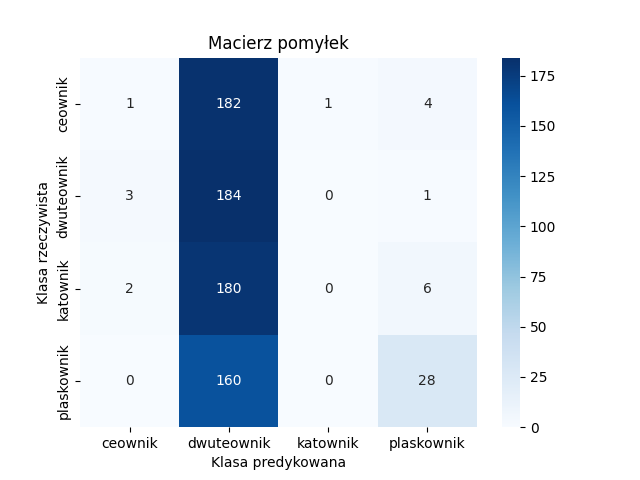 Macierz pomyłek
Klasa rzeczywista
ceownik
1 182 1 4
dwuteownik
3 184 0 1
katownik
2 180 0 6
plaskownik
0 160 0 28
ceownik dwuteownik katownik plaskownik
Klasa predykowana
175
150
125
100
75
50
25
0